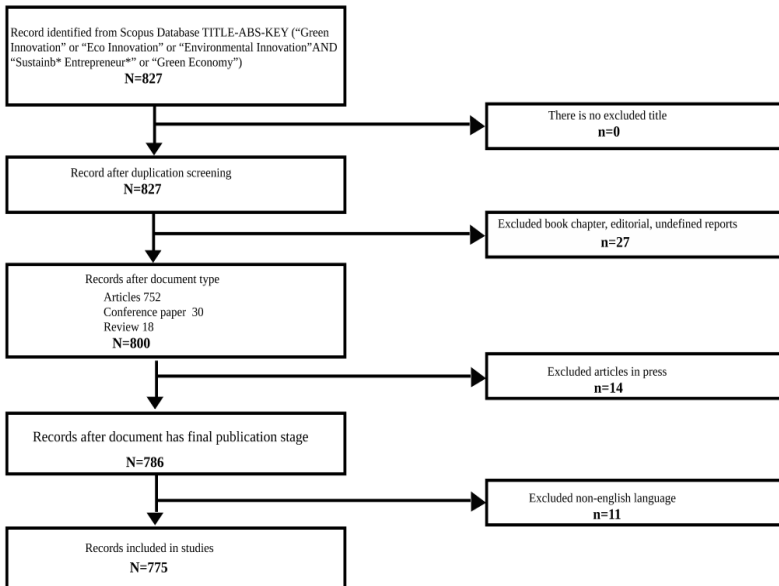 Record identified from Scopus Database TITLE-ABS-KEY (“Green
Innovation” or “Eco Innovation” or “Environmental Innovation”AND
“Sustainb* Entrepreneur*” or “Green Economy”)
N=827
There is no excluded title
n=0
Record after duplication screening
N=827
Excluded book chapter, editorial, undefined reports
n=27
Records after document type
Articles 752
Conference paper 30
Review 18
N=800
Excluded articles in press
n=14
Records after document has final publication stage
N=786
Excluded non-english language
n=11
Records included in studies
N=775